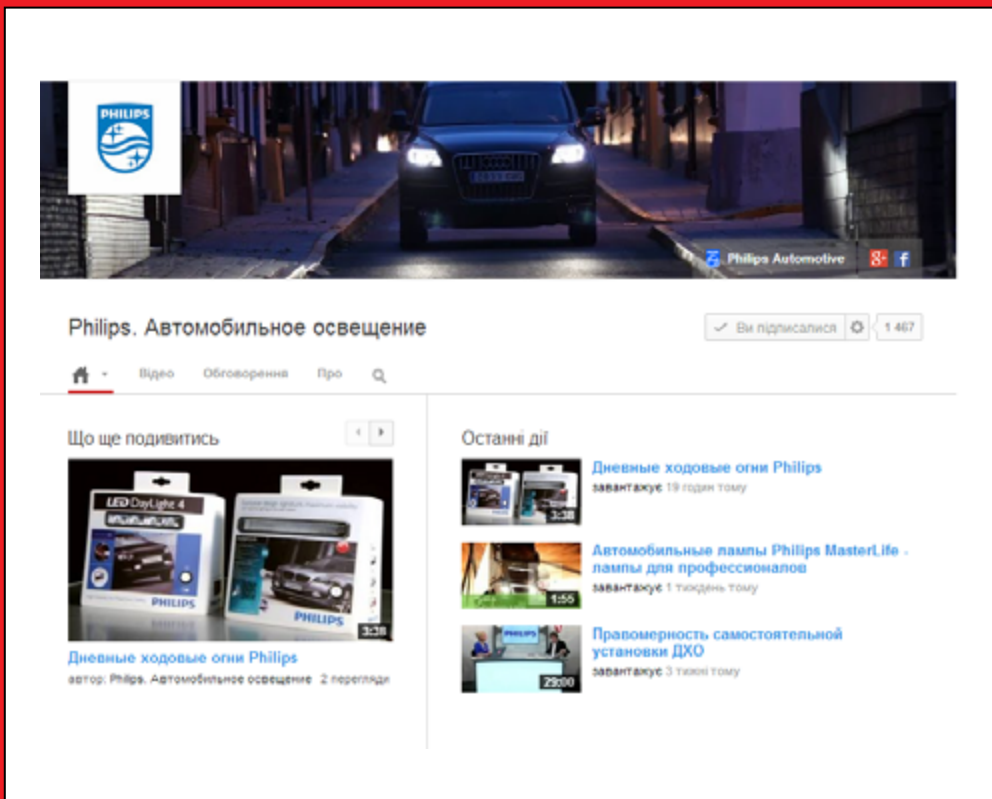 PHILIPS
Philips Automotive
8+ f
Philips. Автомобильное освещение
Ви підписалися
1 467
Відео Обговорення Про
Що ще подивитись
LED DayLight 4
PHILIPS
PHILIPS
3:38
Дневные ходовые огни Philips
автор: Philips. Автомобильное освещение 2 перегляди
Останні дії
3:38
Дневные ходовые огни Philips
завантажує 19 годин тому
1:55
Автомобильные лампы Philips MasterLife -
лампы для профессионалов
завантажує 1 тиждень тому
PHILIPS
29:00
Правомерность самостоятельной
установки ДХО
завантажує 3 тижні тому